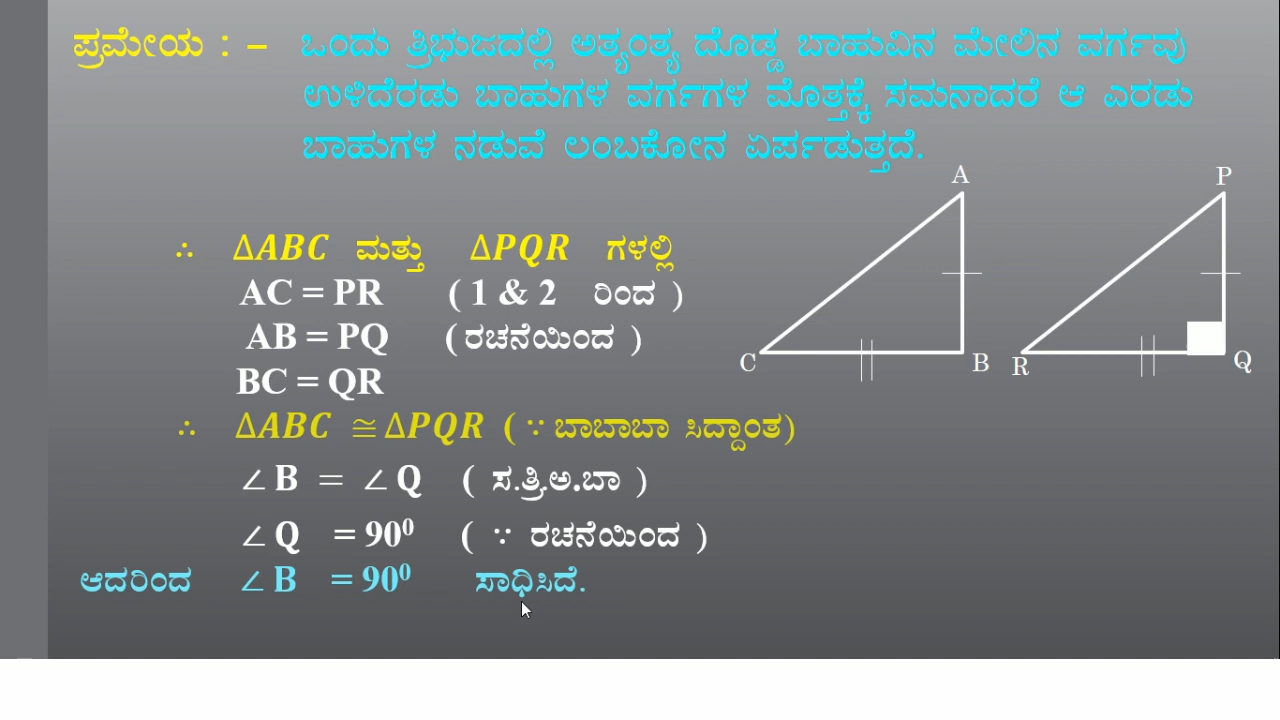 ಪ್ರಮೇಯ : – ಒಂದು ತ್ರಿಭುಜದಲ್ಲಿ ಅತ್ಯಂತ್ಯ ದೊಡ್ಡ ಬಾಹುವಿನ ಮೇಲಿನ ವರ್ಗವು
ಉಳಿದೆರಡು ಬಾಹುಗಳ ವರ್ಗಗಳ ಮೊತ್ತಕ್ಕೆ ಸಮನಾದರೆ ಆ ಎರಡು
ಬಾಹುಗಳ ನಡುವೆ ಲಂಬಕೋನ ಏರ್ಪಡುತ್ತದೆ.
A
P
∴ ΔABC ಮತ್ತು ΔPQR ಗಳಲ್ಲಿ
AC = PR ( 1 & 2 ರಿಂದ )
AB = PQ ( ರಚನೆಯಿಂದ )
C B R Q
BC = QR
∴ ΔABC ≅ ΔPQR ( ∵ ಬಾಬಾಬಾ ಸಿದ್ದಾಂತ)
∠ B = ∠ Q ( ಸ.ತ್ರಿ.ಅ.ಬಾ )
∠ Q = 90⁰ ( ∵ ರಚನೆಯಿಂದ )
ಆದರಿಂದ ∠ B = 90⁰ ಸಾಧಿಸಿದೆ.